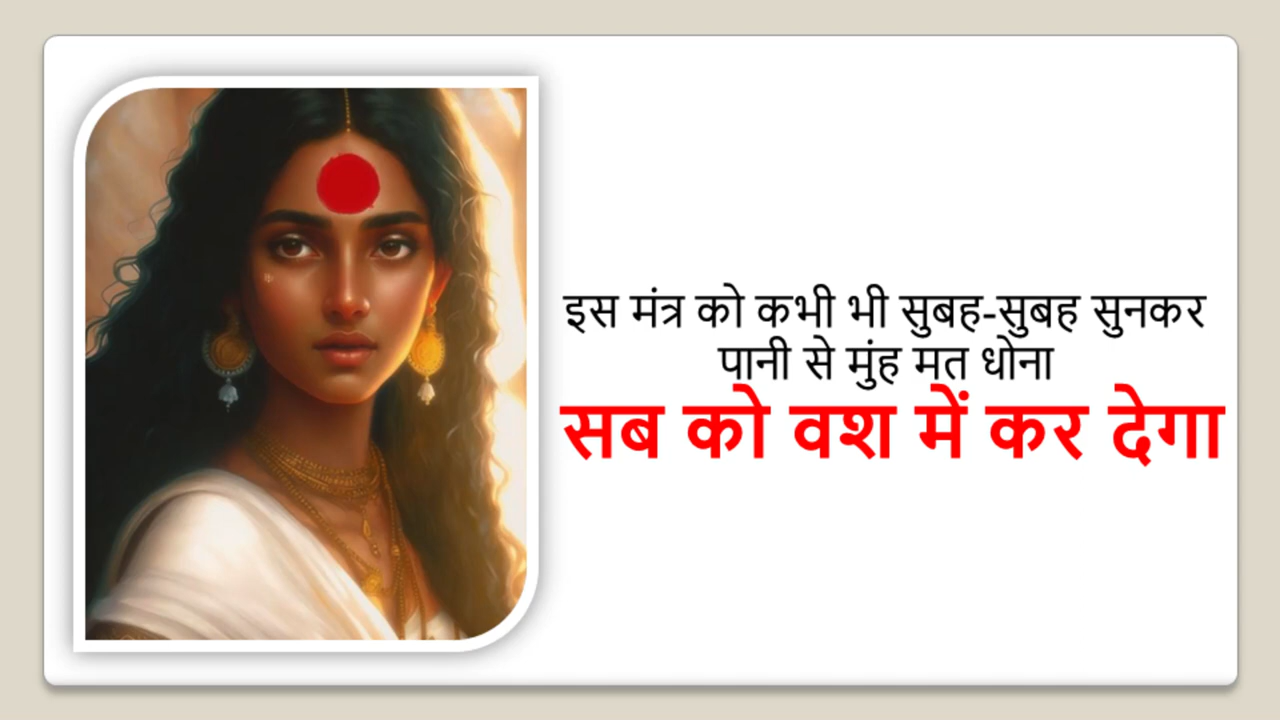 इस मंत्र को कभी भी सुबह-सुबह सुनकर
पानी से मुंह मत धोना
सब को वश में कर देगा